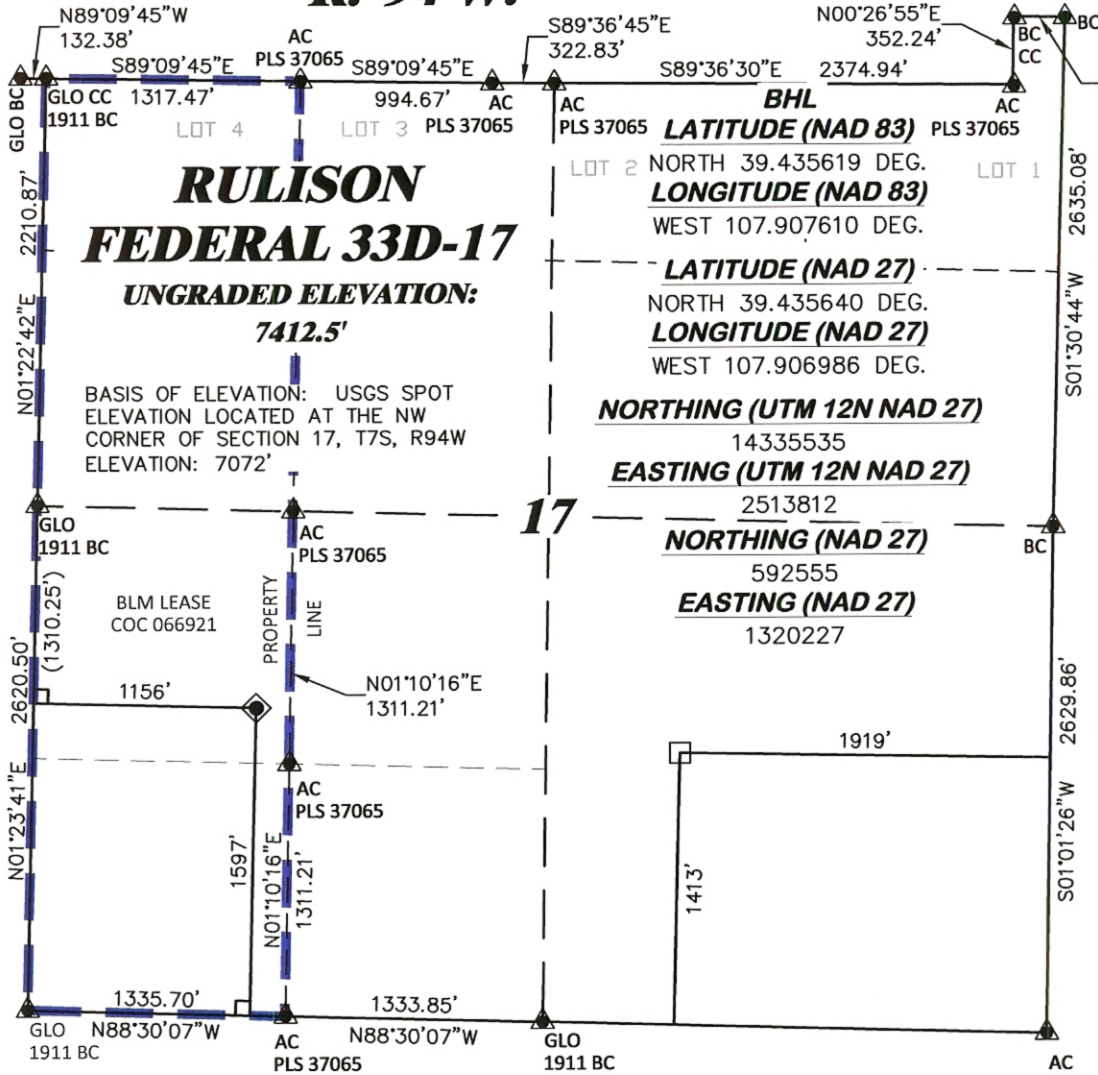 R. 94 W.
N89°09'45"W
132.38'
AC
PLS 37065
S89°36'45"E
322.83'
N00°26'55"E
352.24'
BC
CC
BC
S89°09'45"E
1317.47'
S89°09'45"E
994.67'
S89°36'30"E 2374.94'
GLO BC
GLO CC
1911 BC
AC
PLS 37065
AC
PLS 37065
AC
PLS 37065
LOT 4
LOT 3
LOT 2
LOT 1
RULISON
FEDERAL 33D-17
UNGRADED ELEVATION:
7412.5'
BASIS OF ELEVATION: USGS SPOT
ELEVATION LOCATED AT THE NW
CORNER OF SECTION 17, T7S, R94W
ELEVATION: 7072'
BHL
LATITUDE (NAD 83)
NORTH 39.435619 DEG.
LONGITUDE (NAD 83)
WEST 107.907610 DEG.
LATITUDE (NAD 27)
NORTH 39.435640 DEG.
LONGITUDE (NAD 27)
WEST 107.906986 DEG.
NORTHING (UTM 12N NAD 27)
14335535
EASTING (UTM 12N NAD 27)
2513812
NORTHING (NAD 27)
592555
EASTING (NAD 27)
1320227
N01°22'42"E 2210.87'
S01°30'44"W 2635.08'
17
GLO
1911 BC
AC
PLS 37065
BC
BLM LEASE
COC 066921
PROPERTY LINE
N01°10'16"E
1311.21'
N01°23'41"E 2620.50'
(1310.25')
1156'
1597'
AC
PLS 37065
N01°10'16"E
1311.21'
1919'
1413'
S01°01'26"W 2629.86'
1335.70'
N88°30'07"W
1333.85'
N88°30'07"W
GLO
1911 BC
AC
PLS 37065
GLO
1911 BC
AC